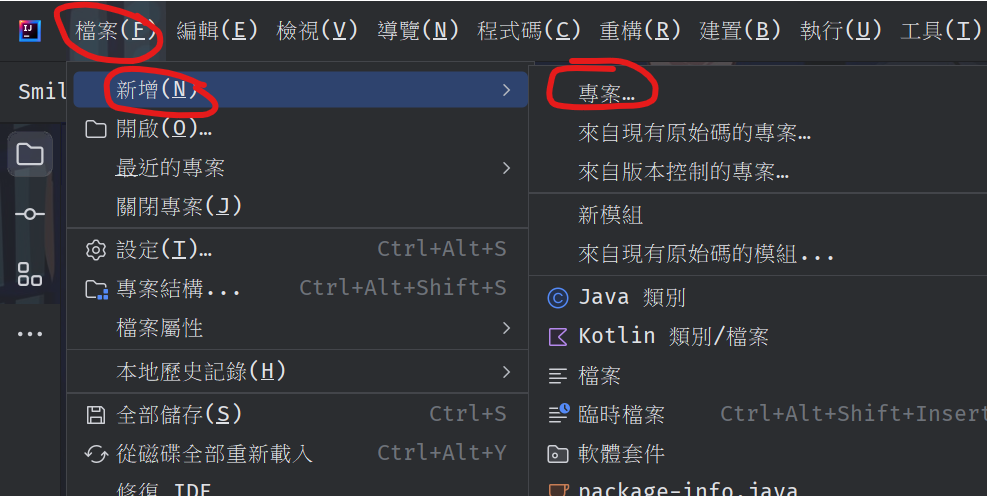 IJ
檔案(F) 編輯(E) 檢視(V) 導覽(N) 程式碼(C) 重構(R) 建置(B) 執行(U) 工具(T)
Smil
新增(N)
開啟(O)…
最近的專案
關閉專案(J)
設定(T)… Ctrl+Alt+S
專案結構... Ctrl+Alt+Shift+S
檔案屬性
本地歷史記錄(H)
全部儲存(S) Ctrl+S
從磁碟全部重新載入 Ctrl+Alt+Y
修復 IDE
專案…
來自現有原始碼的專案…
來自版本控制的專案…
新模組
來自現有原始碼的模組...
Java 類別
Kotlin 類別/檔案
檔案
臨時檔案 Ctrl+Alt+Shift+Insert
軟體套件
package-info.java